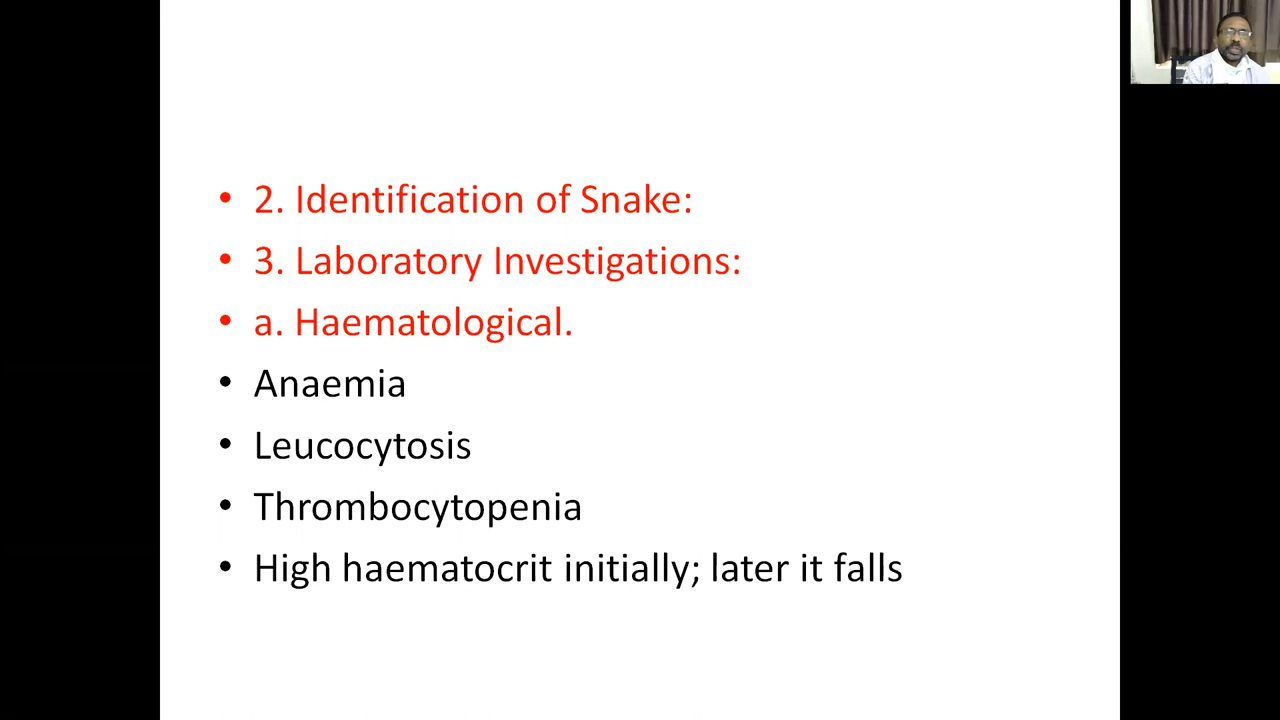 • 2. Identification of Snake:
• 3. Laboratory Investigations:
• a. Haematological.
• Anaemia
• Leucocytosis
• Thrombocytopenia
• High haematocrit initially; later it falls